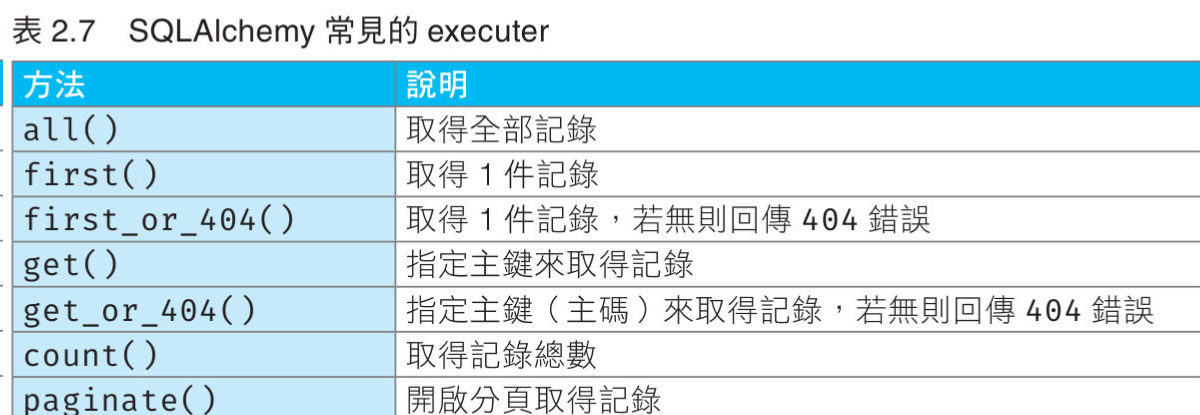 表 2.7 SQLAlchemy 常見的 executer
方法 說明
all() 取得全部記錄
first() 取得 1 件記錄
first_or_404() 取得 1 件記錄，若無則回傳 404 錯誤
get() 指定主鍵來取得記錄
get_or_404() 指定主鍵（主碼）來取得記錄，若無則回傳 404 錯誤
count() 取得記錄總數
paginate() 開啟分頁取得記錄